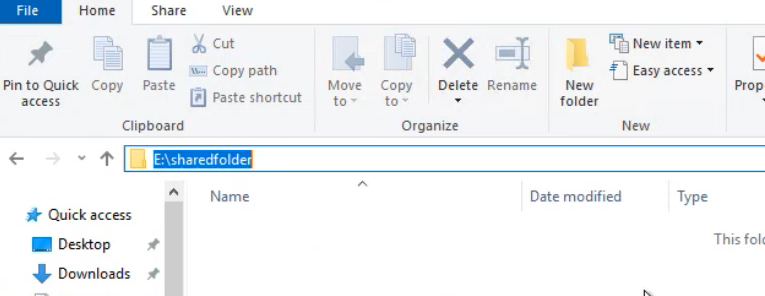 File Home Share View
Pin to Quick access
Copy
Paste
Cut
Copy path
Paste shortcut
Clipboard
Move to
Copy to
Delete
Rename
Organize
New folder
New item
Easy access
New
E:\sharedfolder
Name Date modified Type
Quick access
Desktop
Downloads
This